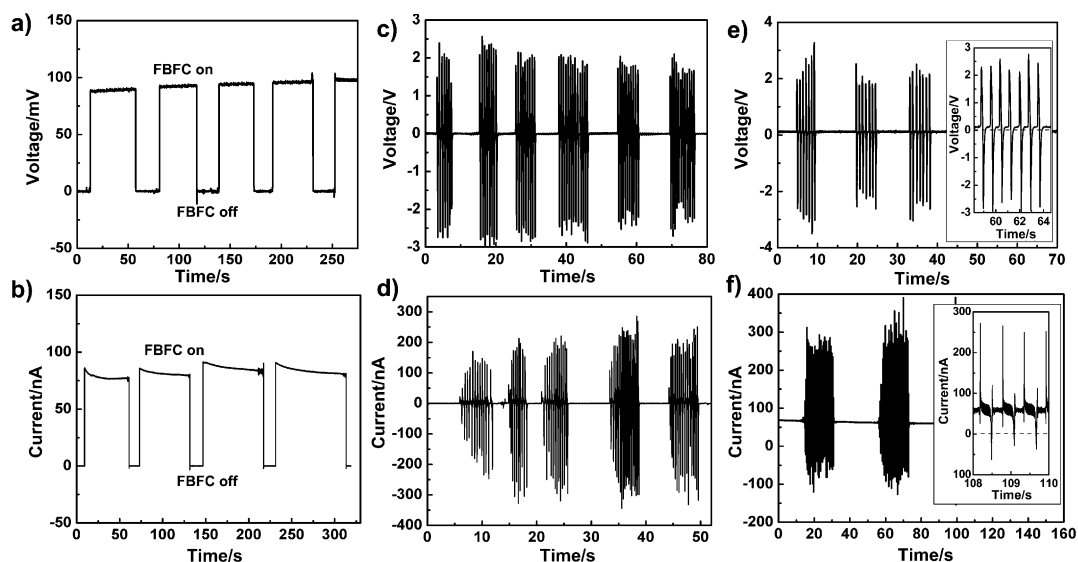 a)
150
100
50
0
-50
Voltage/mV
FBFC on
FBFC off
0 50 100 150 200 250
Time/s
c)
3
2
1
0
-1
-2
3
Voltage/V
0 20 40 60 80
Time/s
e)
4
2
0
-2
4
Voltage/V
0 10 20 30 40 50 60 70
Time/s
3
2
1
0
1
2
3
Voltage/V
60 62 64
Time/s
b)
150
100
50
0
-50
Current/nA
FBFC on
FBFC off
0 50 100 150 200 250 300
Time/s
d)
400
300
200
100
0
-100
-200
-300
-400
Current/nA
0 10 20 30 40 50
Time/s
f)
400
300
200
100
0
-100
-200
Current/nA
0 20 40 60 80 100 120 140 160
Time/s
300
200
100
0
100
Current/nA
108 109 110
Time/s